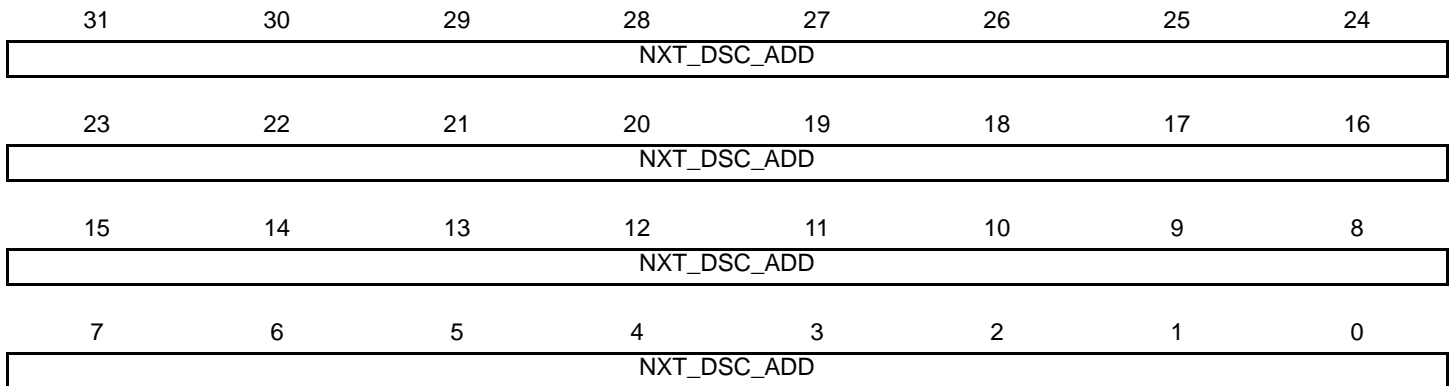 31 30 29 28 27 26 25 24
NXT_DSC_ADD
23 22 21 20 19 18 17 16
NXT_DSC_ADD
15 14 13 12 11 10 9 8
NXT_DSC_ADD
7 6 5 4 3 2 1 0
NXT_DSC_ADD